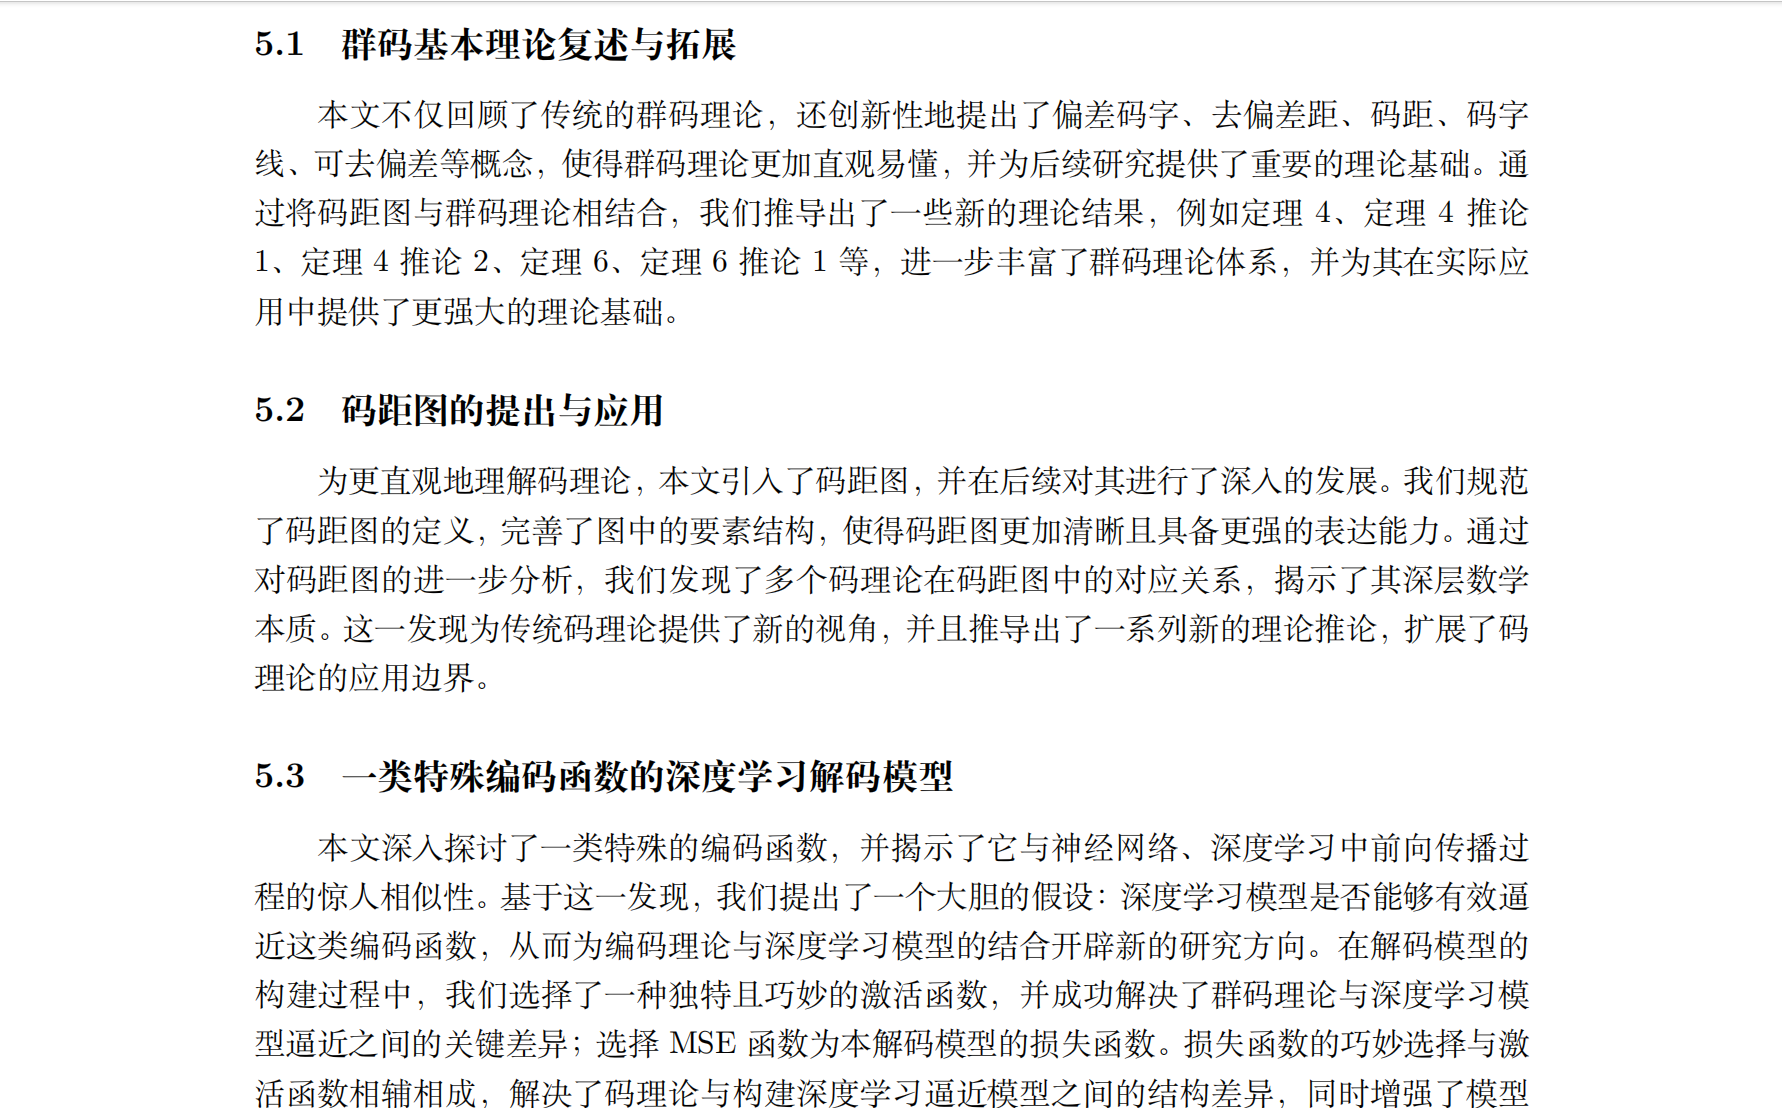 5.1 群码基本理论复述与拓展
本文不仅回顾了传统的群码理论，还创新性地提出了偏差码字、去偏差距、码距、码字
线、可去偏差等概念，使得群码理论更加直观易懂，并为后续研究提供了重要的理论基础。通
过将码距图与群码理论相结合，我们推导出了一些新的理论结果，例如定理 4、定理 4 推论
1、定理 4 推论 2、定理 6、定理 6 推论 1 等，进一步丰富了群码理论体系，并为其在实际应
用中提供了更强大的理论基础。
5.2 码距图的提出与应用
为更直观地理解码理论，本文引入了码距图，并在后续对其进行了深入的发展。我们规范
了码距图的定义，完善了图中的要素结构，使得码距图更加清晰且具备更强的表达能力。通过
对码距图的进一步分析，我们发现了多个码理论在码距图中的对应关系，揭示了其深层数学
本质。这一发现为传统码理论提供了新的视角，并且推导出了一系列新的理论推论，扩展了码
理论的应用边界。
5.3 一类特殊编码函数的深度学习解码模型
本文深入探讨了一类特殊的编码函数，并揭示了它与神经网络、深度学习中前向传播过
程的惊人相似性。基于这一发现，我们提出了一个大胆的假设：深度学习模型是否能够有效逼
近这类编码函数，从而为编码理论与深度学习模型的结合开辟新的研究方向。在解码模型的
构建过程中，我们选择了一种独特且巧妙的激活函数，并成功解决了群码理论与深度学习模
型逼近之间的关键差异；选择 MSE 函数为本解码模型的损失函数。损失函数的巧妙选择与激
活函数相辅相成，解决了码理论与构建深度学习逼近模型之间的结构差异，同时增强了模型